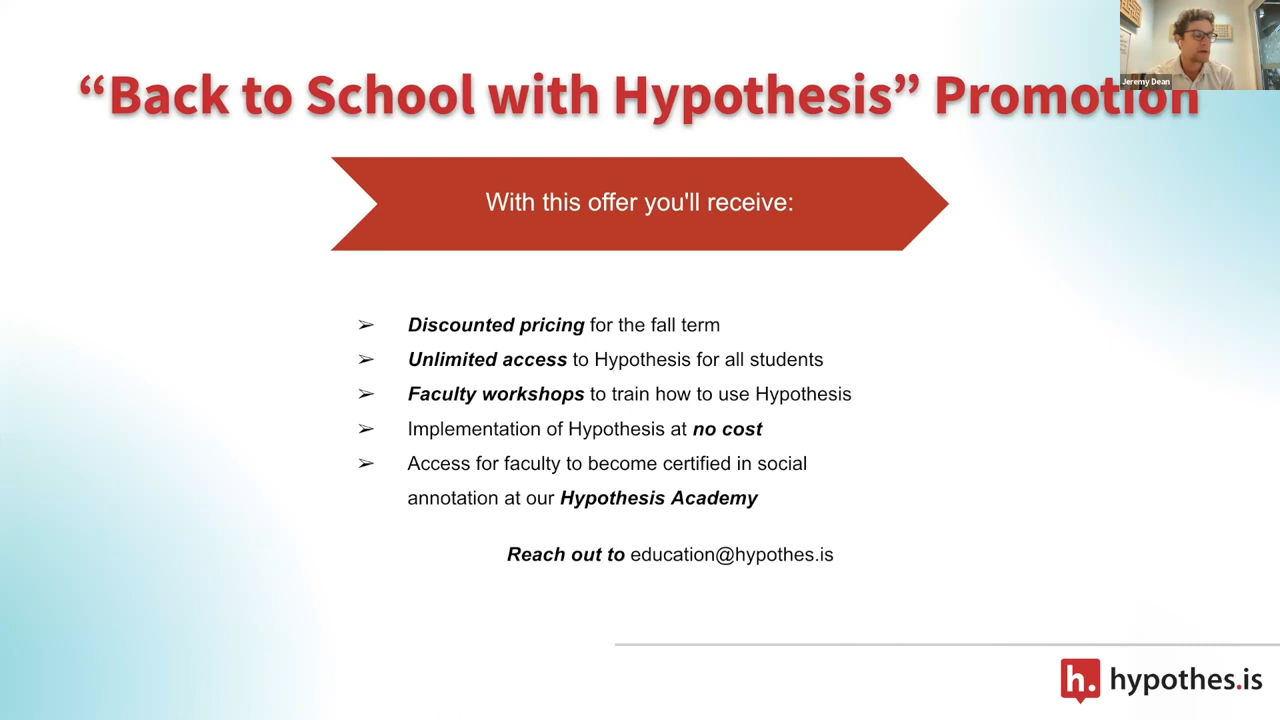 “Back to School with Hypothesis” Promotion
Jeremy Dean
With this offer you'll receive:
➢ Discounted pricing for the fall term
➢ Unlimited access to Hypothesis for all students
➢ Faculty workshops to train how to use Hypothesis
➢ Implementation of Hypothesis at no cost
➢ Access for faculty to become certified in social
annotation at our Hypothesis Academy
Reach out to education@hypothes.is
h. hypothes.is